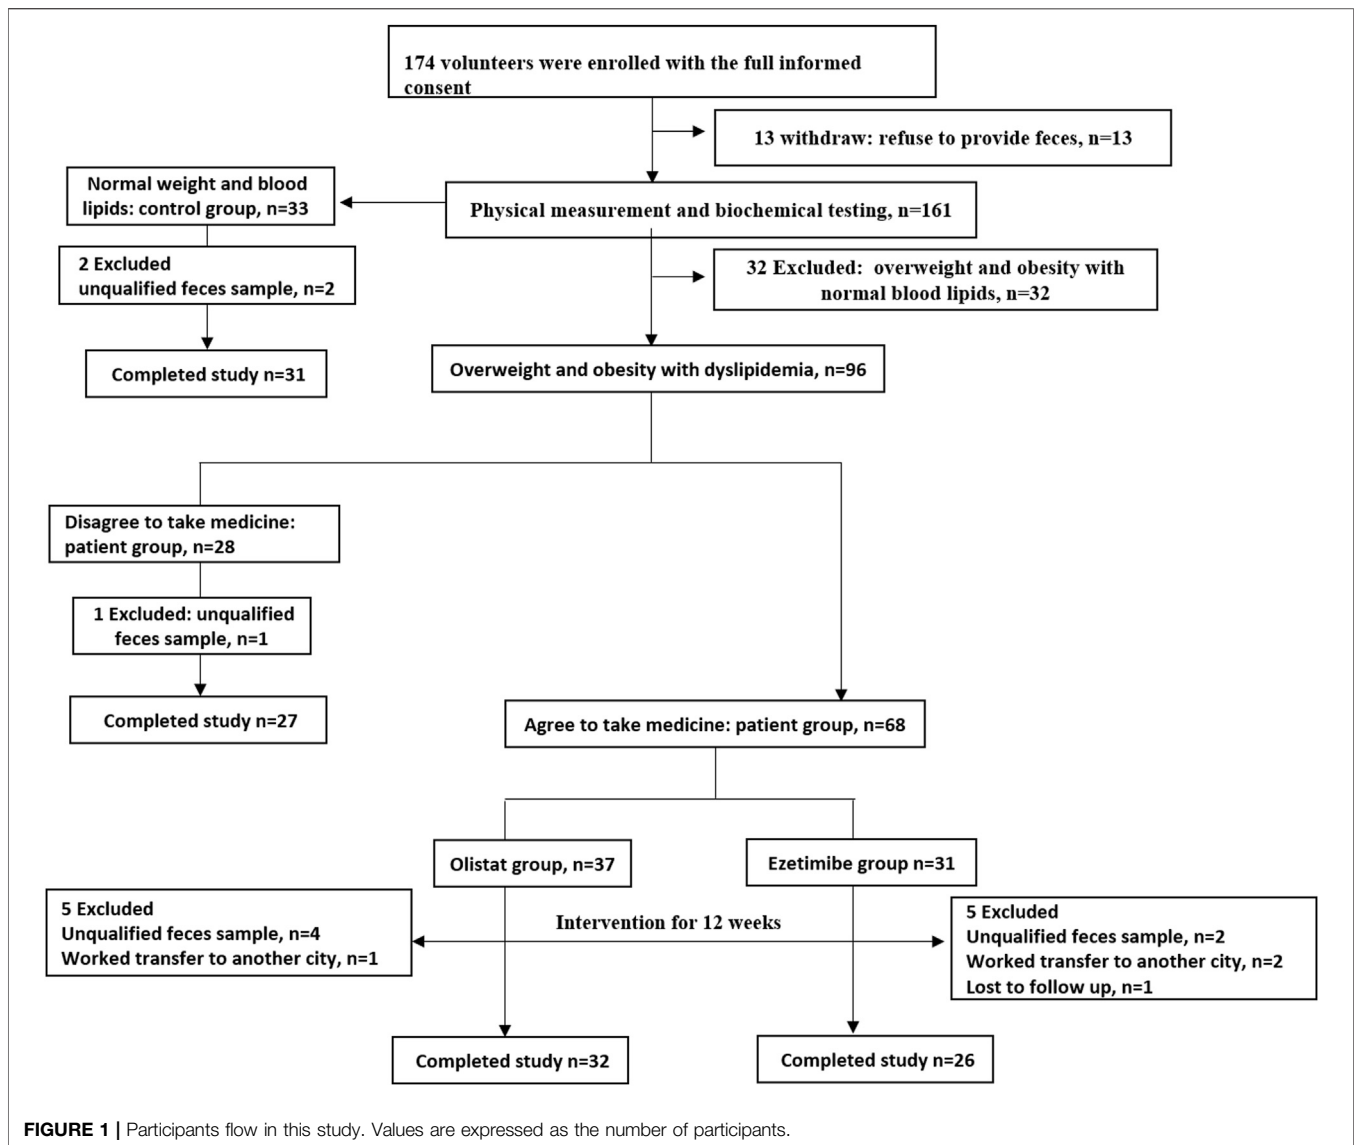 174 volunteers were enrolled with the full informed
consent
13 withdraw: refuse to provide feces, n=13
Normal weight and blood
lipids: control group, n=33
Physical measurement and biochemical testing, n=161
2 Excluded
unqualified feces sample, n=2
32 Excluded: overweight and obesity with
normal blood lipids, n=32
Completed study n=31
Overweight and obesity with dyslipidemia, n=96
Disagree to take medicine:
patient group, n=28
1 Excluded: unqualified
feces sample, n=1
Completed study n=27
Agree to take medicine: patient group, n=68
Olistat group, n=37
Ezetimibe group n=31
5 Excluded
Unqualified feces sample, n=4
Worked transfer to another city, n=1
Intervention for 12 weeks
5 Excluded
Unqualified feces sample, n=2
Worked transfer to another city, n=2
Lost to follow up, n=1
Completed study n=32
Completed study n=26
FIGURE 1 | Participants flow in this study. Values are expressed as the number of participants.